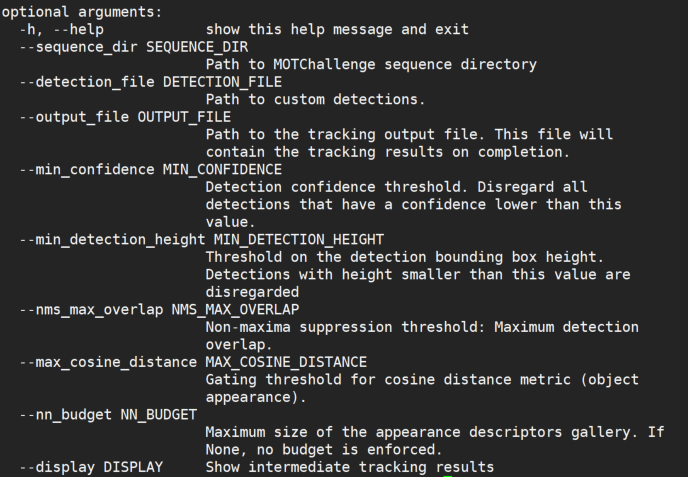 optional arguments:
-h, --help show this help message and exit
--sequence_dir SEQUENCE_DIR
Path to MOTChallenge sequence directory
--detection_file DETECTION_FILE
Path to custom detections.
--output_file OUTPUT_FILE
Path to the tracking output file. This file will
contain the tracking results on completion.
--min_confidence MIN_CONFIDENCE
Detection confidence threshold. Disregard all
detections that have a confidence lower than this
value.
--min_detection_height MIN_DETECTION_HEIGHT
Threshold on the detection bounding box height.
Detections with height smaller than this value are
disregarded
--nms_max_overlap NMS_MAX_OVERLAP
Non-maxima suppression threshold: Maximum detection
overlap.
--max_cosine_distance MAX_COSINE_DISTANCE
Gating threshold for cosine distance metric (object
appearance).
--nn_budget NN_BUDGET
Maximum size of the appearance descriptors gallery. If
None, no budget is enforced.
--display DISPLAY Show intermediate tracking results